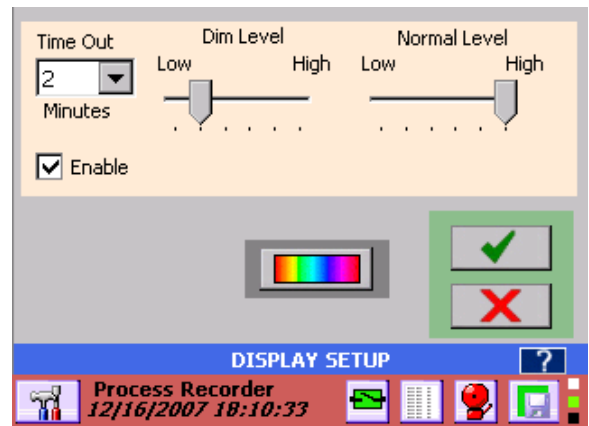 Time Out
Dim Level
Normal Level
Low
High
Low
High
2
Minutes
Enable
DISPLAY SETUP
?
Process Recorder
12/16/2007 18:10:33